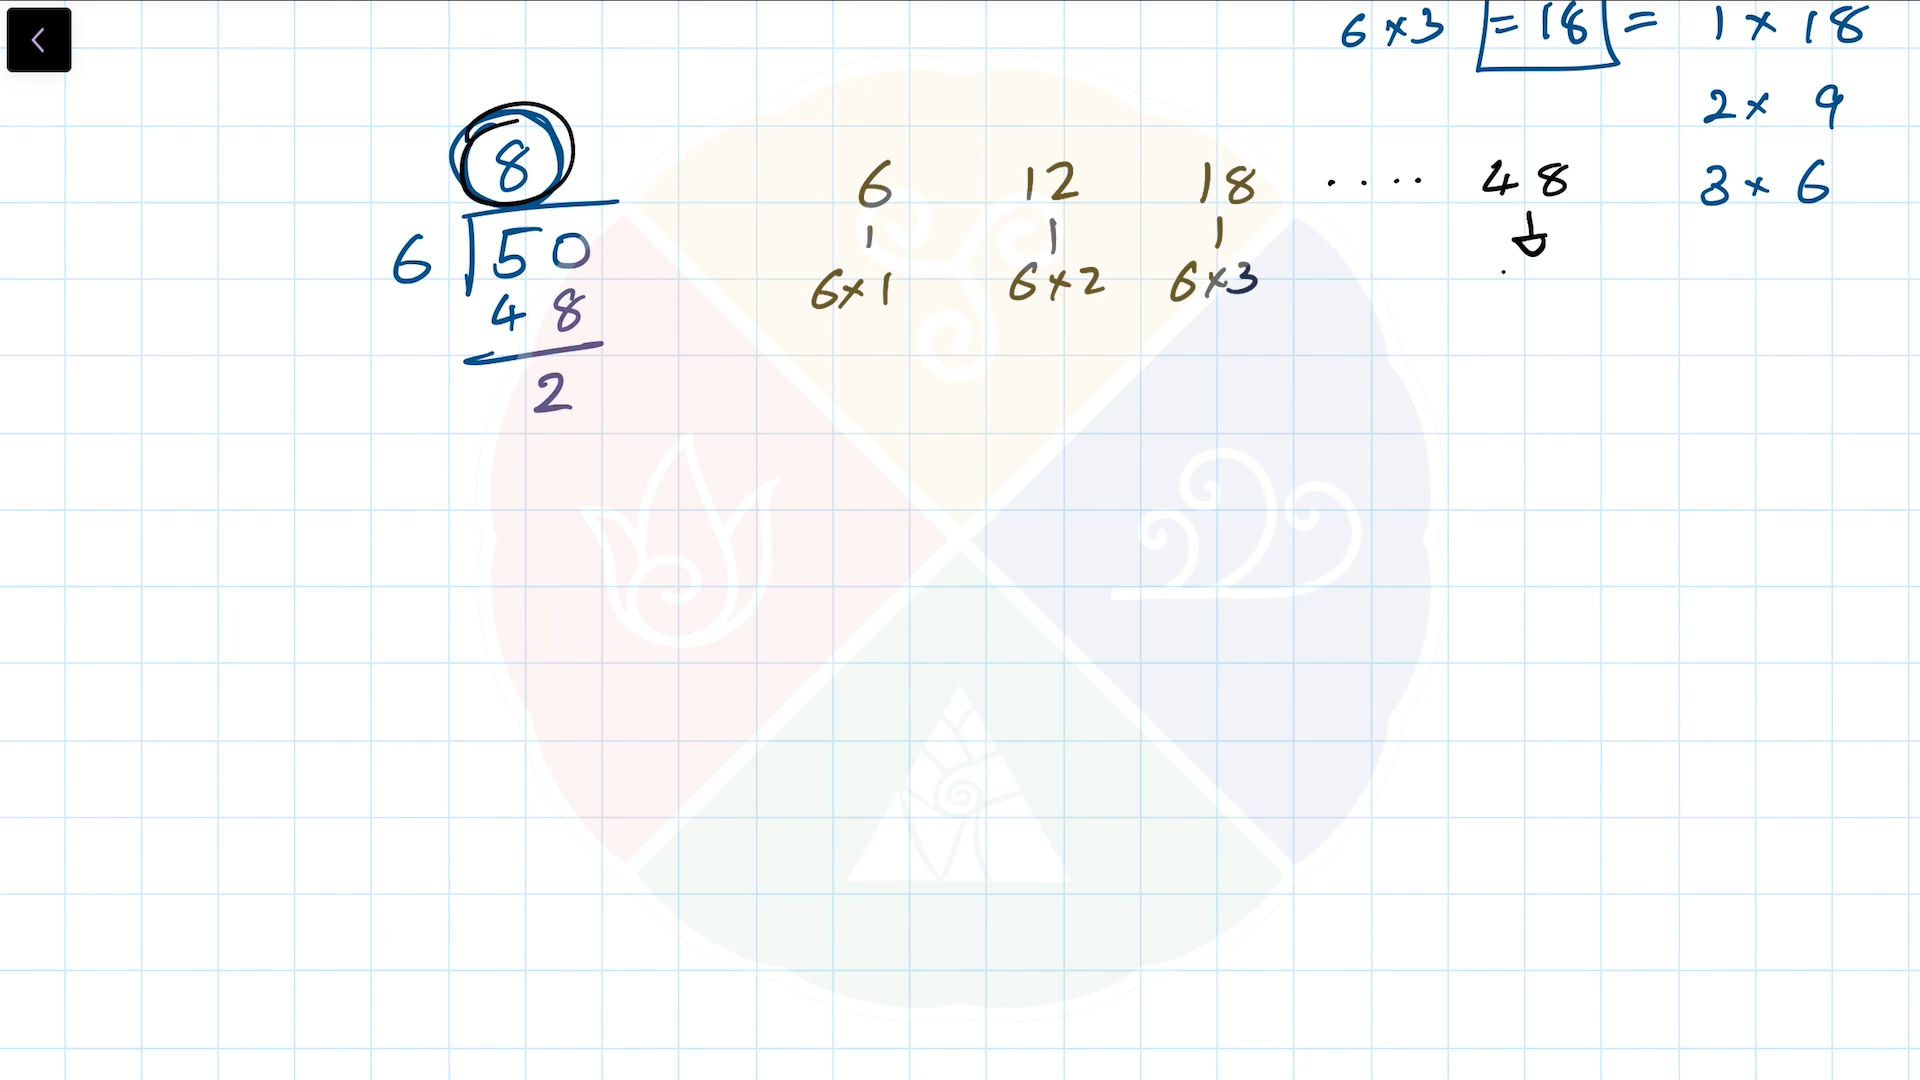 6 × 3 = 18 = 1 × 18
2 × 9
3 × 6
8
6 50
48
2
6 12 18 .... 48
6×1 6×2 6×3